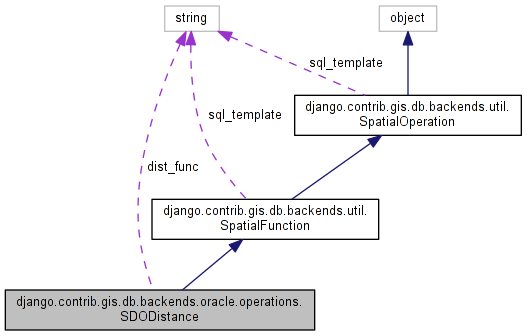 string
object
sql_template
django.contrib.gis.db.backends.util.
SpatialOperation
sql_template
dist_func
django.contrib.gis.db.backends.util.
SpatialFunction
django.contrib.gis.db.backends.oracle.operations.
SDODistance